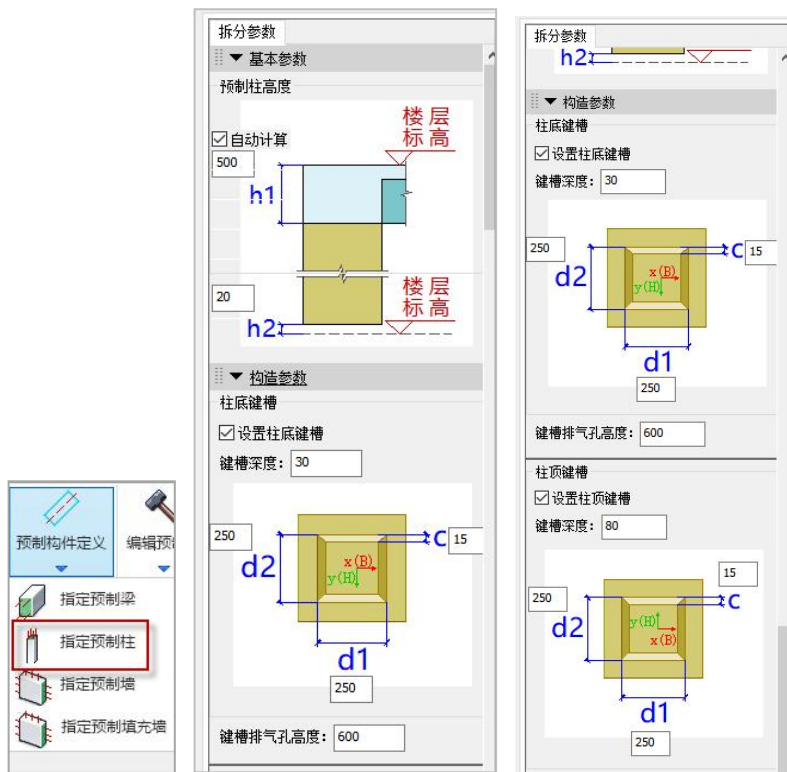 预制构件定义
编辑预
指定预制梁
指定预制柱
指定预制墙
指定预制填充墙
拆分参数
基本参数
预制柱高度
自动计算
楼层
标高
500
h1
20
楼层
标高
h2
构造参数
柱底键槽
设置柱底键槽
键槽深度: 30
250
d2
x(B)
y(H)
c 15
d1
250
键槽排气孔高度: 600
拆分参数
h2
构造参数
柱底键槽
设置柱底键槽
键槽深度: 30
250
d2
x(B)
y(H)
c 15
d1
250
键槽排气孔高度: 600
柱顶键槽
设置柱顶键槽
键槽深度: 80
15
250
d2
c
y(H)
x(B)
d1
250